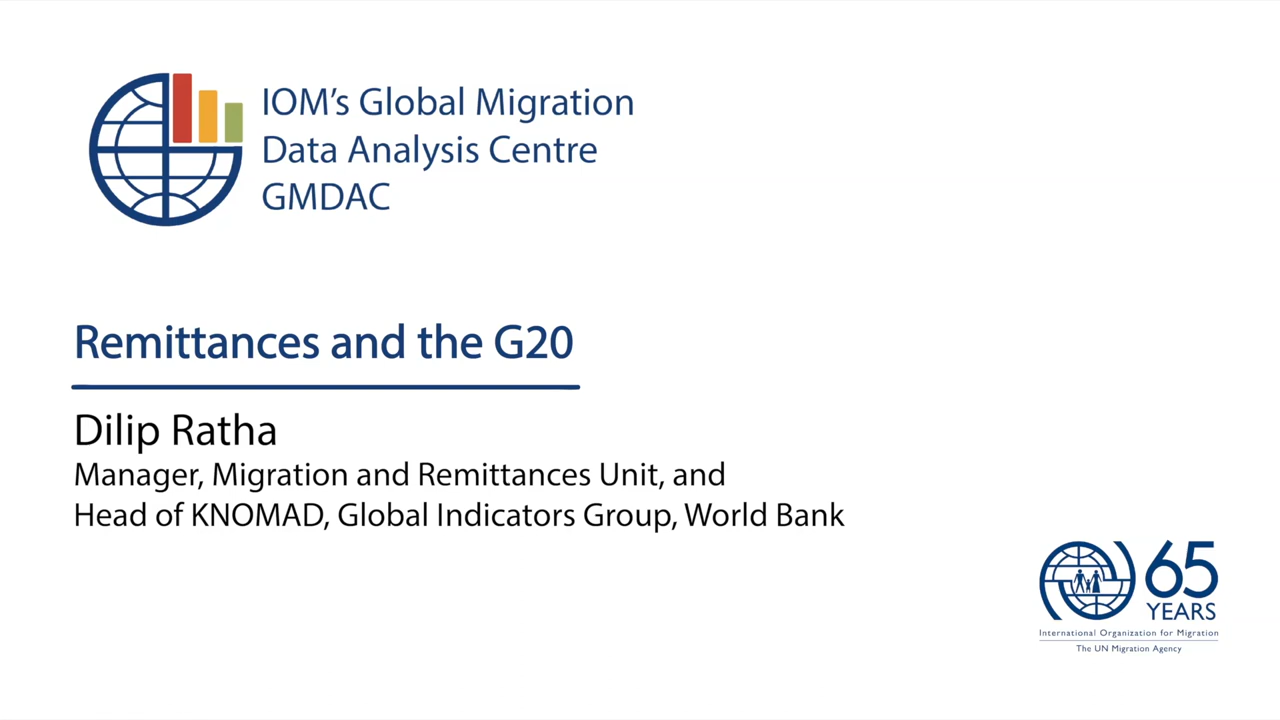 IOM’s Global Migration
Data Analysis Centre
GMDAC
Remittances and the G20
Dilip Ratha
Manager, Migration and Remittances Unit, and
Head of KNOMAD, Global Indicators Group, World Bank
65
YEARS
International Organization for Migration
The UN Migration Agency